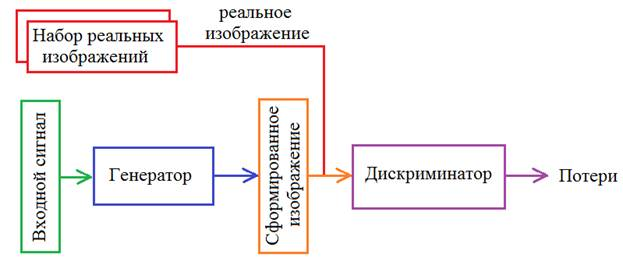 Набор реальных
изображений
реальное
изображение
Входной сигнал
Генератор
Сформированное
изображение
Дискриминатор
Потери